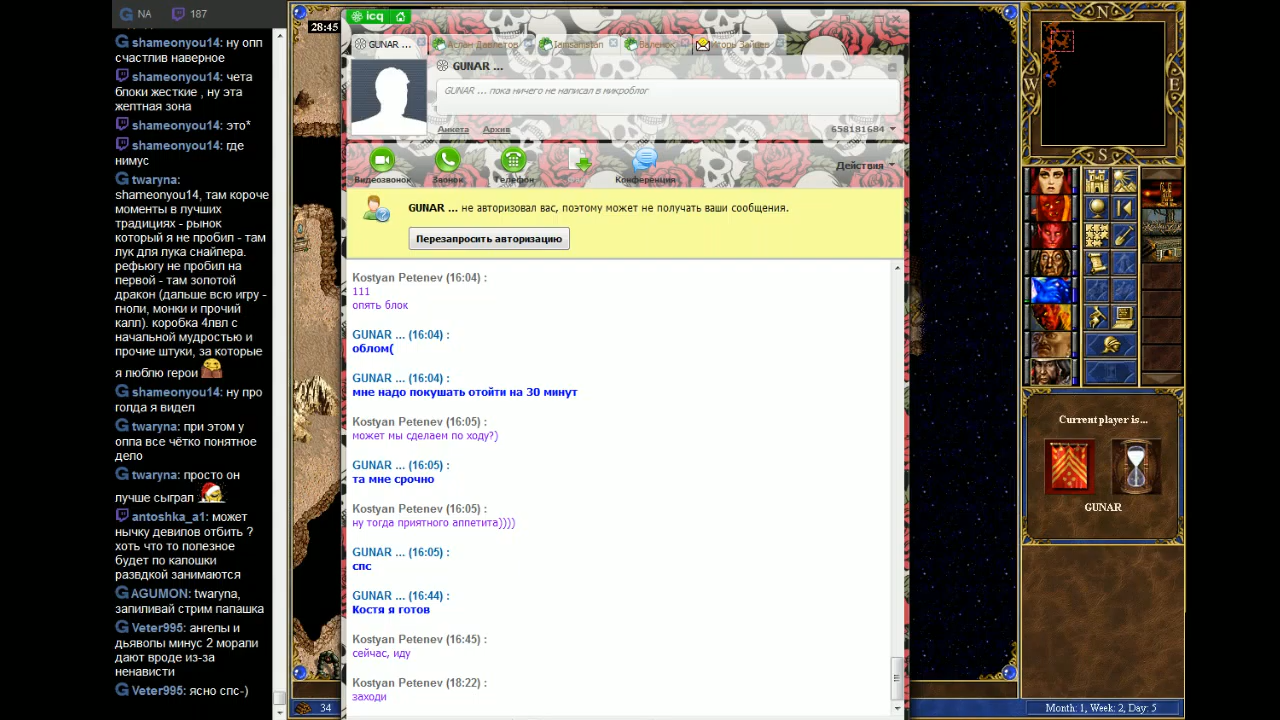 NA 187
shameonyou14: ну опп
счастлив наверное
shameonyou14: чета
блоки жесткие , ну эта
желтная зона
shameonyou14: это*
shameonyou14: где
нимус
twaryna:
shameonyou14, там короче
моменты в лучших
традициях - рынок
который я не пробил - там
лук для лука снайпера.
рефьюгу не пробил на
первой - там золотой
дракон (дальше всю игру -
гноли, монки и прочий
капл). коробка 4лвл с
начальной мудростью и
прочие штуки, за которые
я люблю герои
shameonyou14: ну про
голда я видел
twaryna: при этом у
оппа все чётко понятное
дело
twaryna: просто он
лучше сыграл
antoshka_a1: может
нычку девилов отбить ?
хоть что то полезное
будет по капошки
развдкой занимаются
AGUMON: twaryna,
запиливай стрим папашка
Veter995: ангелы и
дьяволы минус 2 морали
дают вроде из-за
ненависти
Veter995: ясно спс-)
28:45
icq
GUNAR ...
Аслан Давлетов
Iamsamstan
Валенок
Игорь Зайцев
GUNAR ...
GUNAR ... пока ничего не написал в микроблог
Анкета Архив
658181684
Видеозвонок Звонок Телефон Конференция
Действия
GUNAR ... не авторизовал вас, поэтому может не получать ваши сообщения.
Перезапросить авторизацию
Kostyan Petenev (16:04) :
111
опять блок
GUNAR ... (16:04) :
облом(
GUNAR ... (16:04) :
мне надо покушать отойти на 30 минут
Kostyan Petenev (16:05) :
может мы сделаем по ходу?)
GUNAR ... (16:05) :
та мне срочно
Kostyan Petenev (16:05) :
ну тогда приятного аппетита))))
GUNAR ... (16:05) :
спс
GUNAR ... (16:44) :
Костя я готов
Kostyan Petenev (16:45) :
сейчас, иду
Kostyan Petenev (18:22) :
заходи
N
W
E
S
Current player is...
GUNAR
34
Month: 1, Week: 2, Day: 5